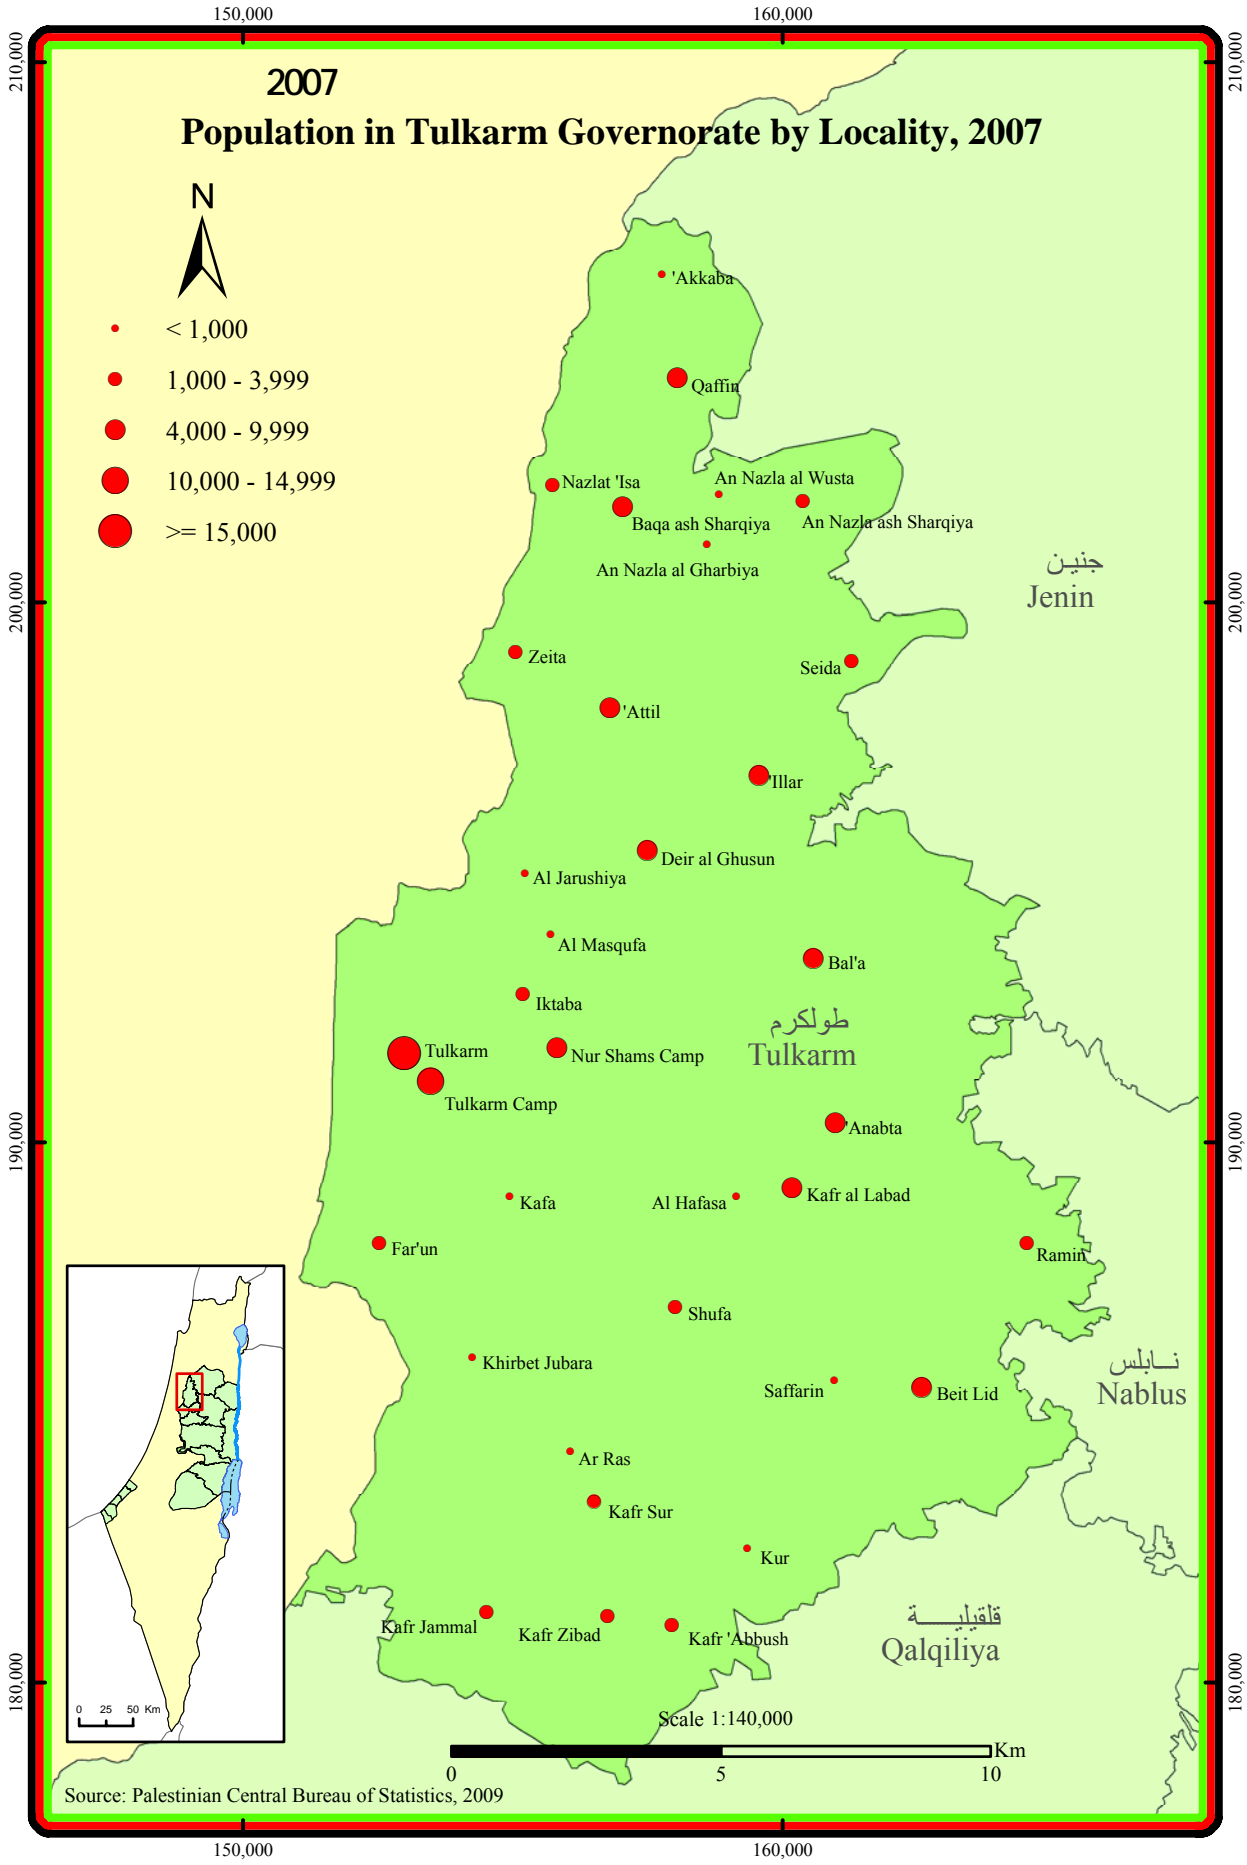 150,000
160,000
210,000
210,000
2007
Population in Tulkarm Governorate by Locality, 2007
N
< 1,000
1,000 - 3,999
4,000 - 9,999
10,000 - 14,999
>= 15,000
'Akkaba
Qaffin
Nazlat 'Isa
An Nazla al Wusta
Baqa ash Sharqiya
An Nazla ash Sharqiya
An Nazla al Gharbiya
جنين
Jenin
200,000
200,000
Zeita
Seida
'Attil
'Illar
Deir al Ghusun
Al Jarushiya
Al Masqufa
Bal'a
Iktaba
طولكرم
Tulkarm
Tulkarm
Nur Shams Camp
Tulkarm Camp
'Anabta
190,000
190,000
Kafa
Al Hafasa
Kafr al Labad
Far'un
Ramin
Shufa
Khirbet Jubara
Saffarin
Beit Lid
نــابلس
Nablus
Ar Ras
Kafr Sur
Kur
Kafr Jammal
Kafr Zibad
Kafr 'Abbush
قلقيليـــــة
Qalqiliya
180,000
180,000
0 25 50 Km
Scale 1:140,000
Km
0 5 10
Source: Palestinian Central Bureau of Statistics, 2009
150,000
160,000